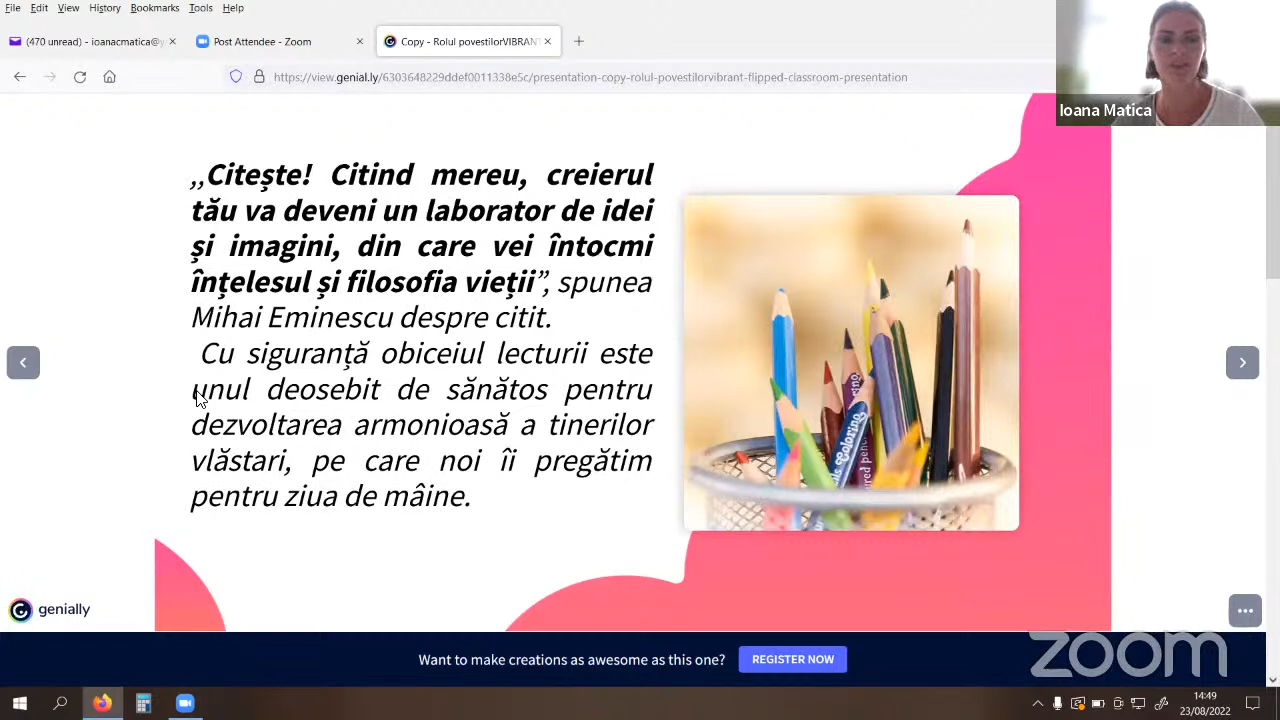 File Edit View History Bookmarks Tools Help
(470 unread) - ioanacmatica@y
Post Attendee - Zoom
Copy - Rolul povestilorVIBRANT
https://view.genial.ly/6303648229ddef0011338e5c/presentation-copy-rolul-povestilorvibrant-flipped-classroom-presentation
Ioana Matica
,,Citește! Citind mereu, creierul
tău va deveni un laborator de idei
și imagini, din care vei întocmi
înțelesul și filosofia vieții”, spunea
Mihai Eminescu despre citit.
Cu siguranță obiceiul lecturii este
unul deosebit de sănătos pentru
dezvoltarea armonioasă a tinerilor
vlăstari, pe care noi îi pregătim
pentru ziua de mâine.
Coloring
genially
Want to make creations as awesome as this one?
REGISTER NOW
zoom
14:49
23/08/2022